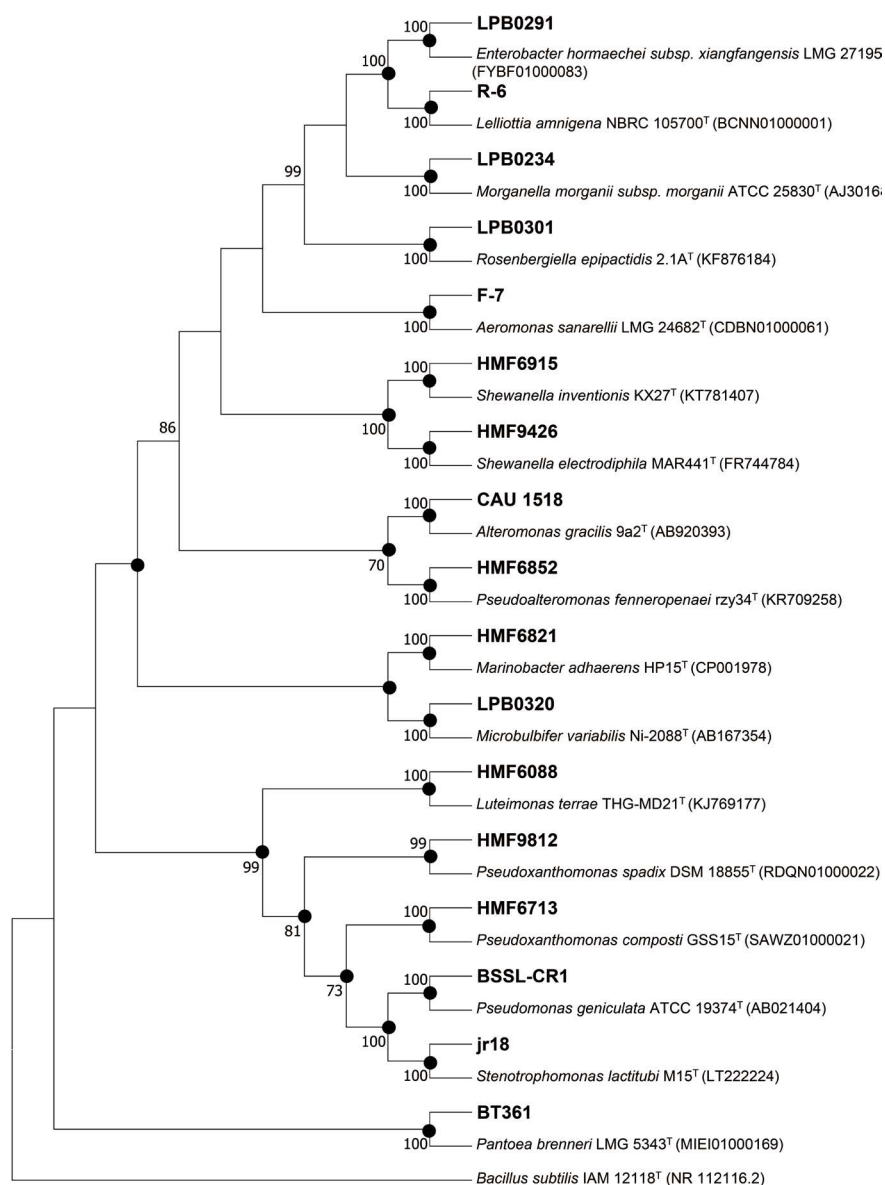 LPB0291
100
100
Enterobacter hormaechei subsp. xiangfangensis LMG 27195
(FYBF01000083)
R-6
100
Lelliottia amnigena NBRC 105700ᵀ (BCNN01000001)
LPB0234
99
100
Morganella morganii subsp. morganii ATCC 25830ᵀ (AJ3016
LPB0301
100
Rosenbergiella epipactidis 2.1Aᵀ (KF876184)
F-7
100
Aeromonas sanarellii LMG 24682ᵀ (CDBN01000061)
HMF6915
100
Shewanella inventionis KX27ᵀ (KT781407)
86
100
HMF9426
100
Shewanella electrodiphila MAR441ᵀ (FR744784)
CAU 1518
100
Alteromonas gracilis 9a2ᵀ (AB920393)
70
HMF6852
100
Pseudoalteromonas fenneropenaei rzy34ᵀ (KR709258)
HMF6821
100
Marinobacter adhaerens HP15ᵀ (CP001978)
LPB0320
100
Microbulbifer variabilis Ni-2088ᵀ (AB167354)
HMF6088
100
Luteimonas terrae THG-MD21ᵀ (KJ769177)
HMF9812
99
99
Pseudoxanthomonas spadix DSM 18855ᵀ (RDQN01000022)
HMF6713
100
81
Pseudoxanthomonas composti GSS15ᵀ (SAWZ01000021)
BSSL-CR1
100
73
Pseudomonas geniculata ATCC 19374ᵀ (AB021404)
100
jr18
100
Stenotrophomonas lactitubi M15ᵀ (LT222224)
BT361
100
Pantoea brenneri LMG 5343ᵀ (MIEI01000169)
Bacillus subtilis IAM 12118ᵀ (NR 112116.2)